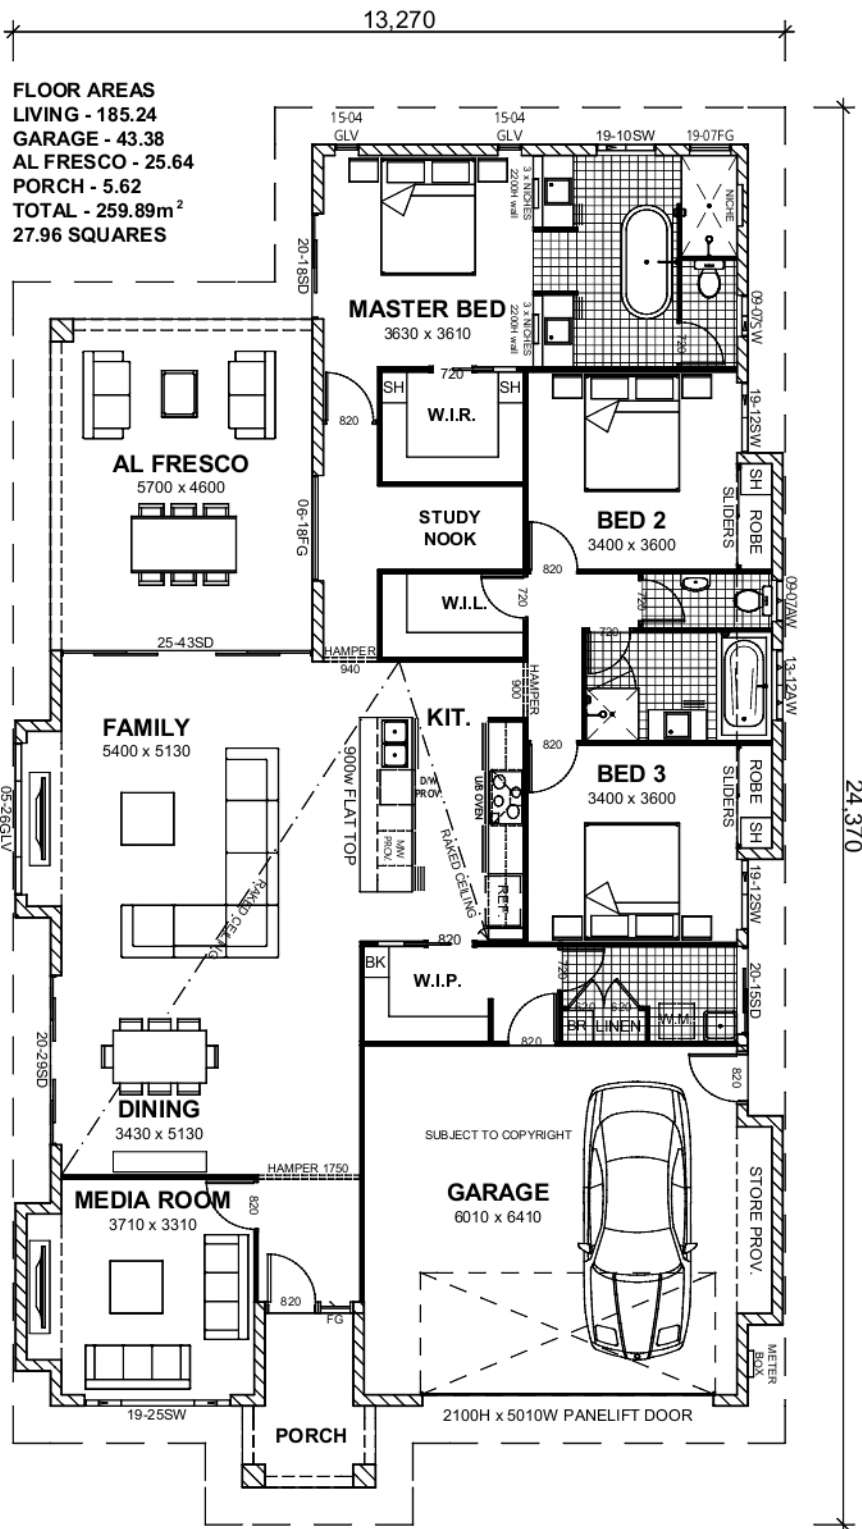 13,270
FLOOR AREAS
LIVING - 185.24
GARAGE - 43.38
AL FRESCO - 25.64
PORCH - 5.62
TOTAL - 259.89m²
27.96 SQUARES
15-04
GLV
15-04
GLV
19-10SW
19-07FG
3 x NICHES
2200H wall
NICHE
20-18SD
MASTER BED
3630 x 3610
3 x NICHES
2200H wall
09-07SW
720
720
SH
SH
W.I.R.
820
19-12SW
AL FRESCO
5700 x 4600
06-18FG
STUDY
NOOK
BED 2
3400 x 3600
SLIDERS
SH
ROBE
820
W.I.L.
720
720
09-07AW
25-43SD
HAMPER
940
HAMPER
900
720
13-12AW
FAMILY
5400 x 5130
KIT.
820
900w FLAT TOP
D/W
PROV.
U/B OVEN
M/W
PROV.
RAKED CEILING
REF.
BED 3
3400 x 3600
SLIDERS
ROBE
SH
05-26GLV
24,370
RAKED CEILING
19-12SW
820
BK
W.I.P.
720
620
620
BR
LINEN
W.M.
20-15SD
820
20-29SD
DINING
3430 x 5130
820
SUBJECT TO COPYRIGHT
HAMPER 1750
MEDIA ROOM
3710 x 3310
820
GARAGE
6010 x 6410
STORE PROV.
820
FG
METER
BOX
19-25SW
2100H x 5010W PANELIFT DOOR
PORCH